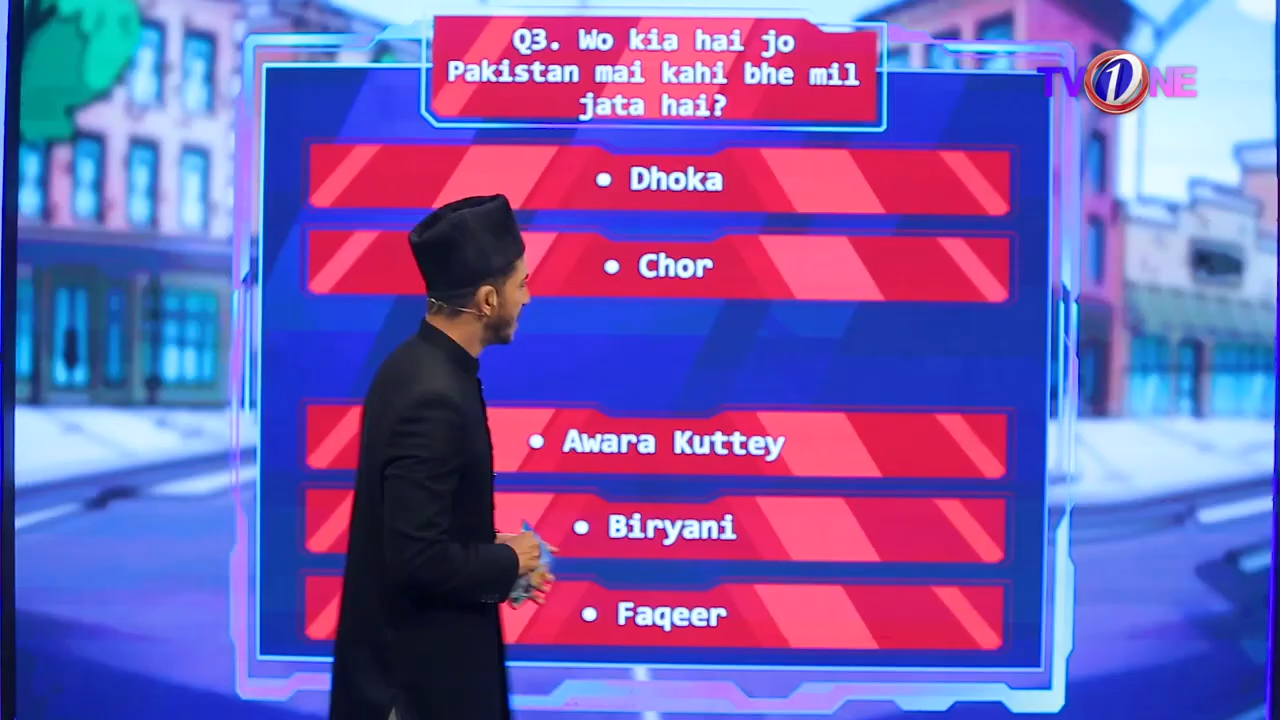 Q3. Wo kia hai jo
Pakistan mai kahi bhe mil
jata hai?
TV ONE
• Dhoka
• Chor
• Awara Kuttey
• Biryani
• Faqeer